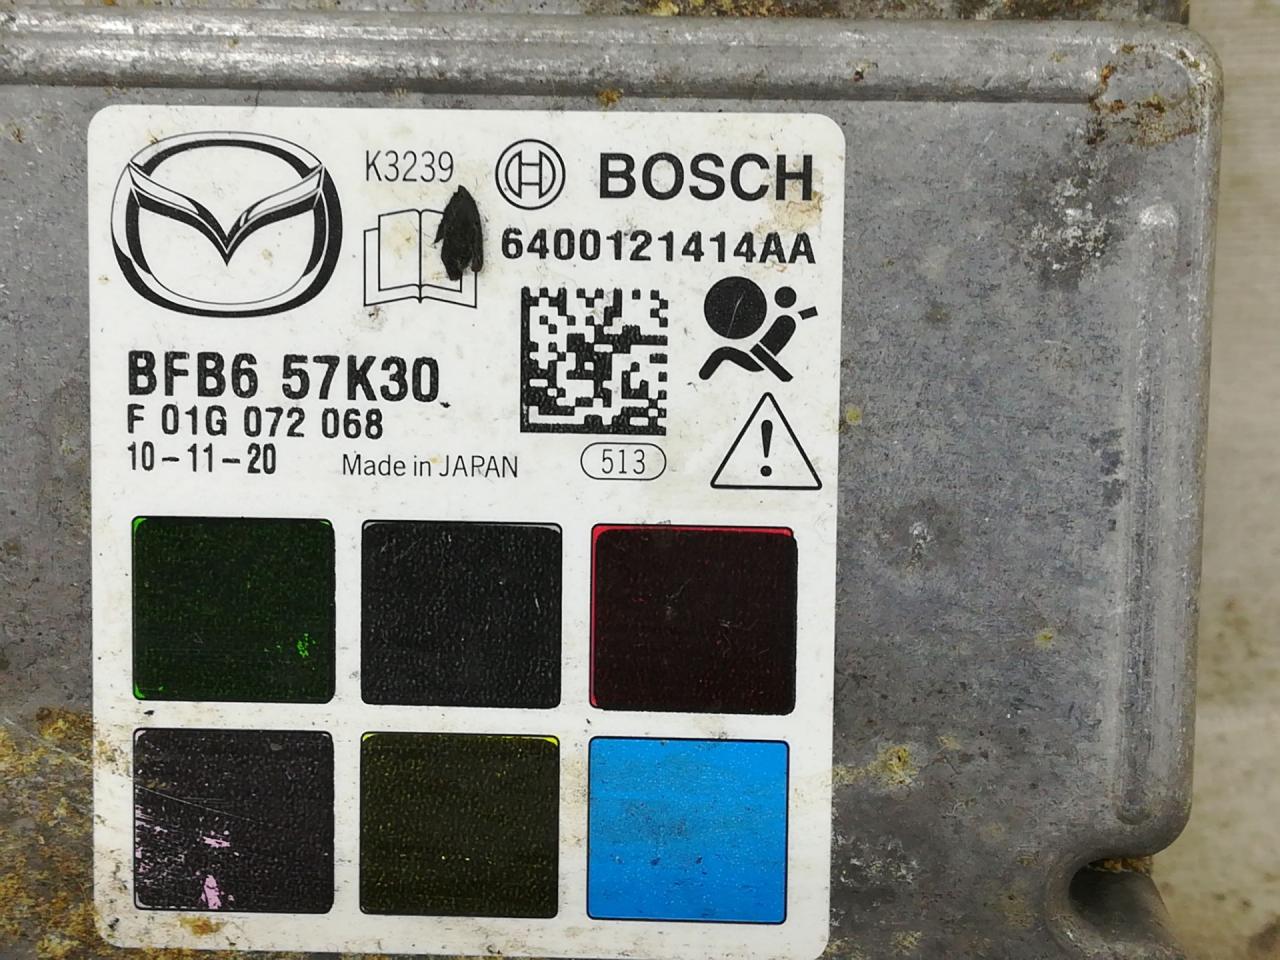 K3239
BOSCH
6400121414AA
BFB6 57K30
F 01G 072 068
10-11-20
Made in JAPAN
513